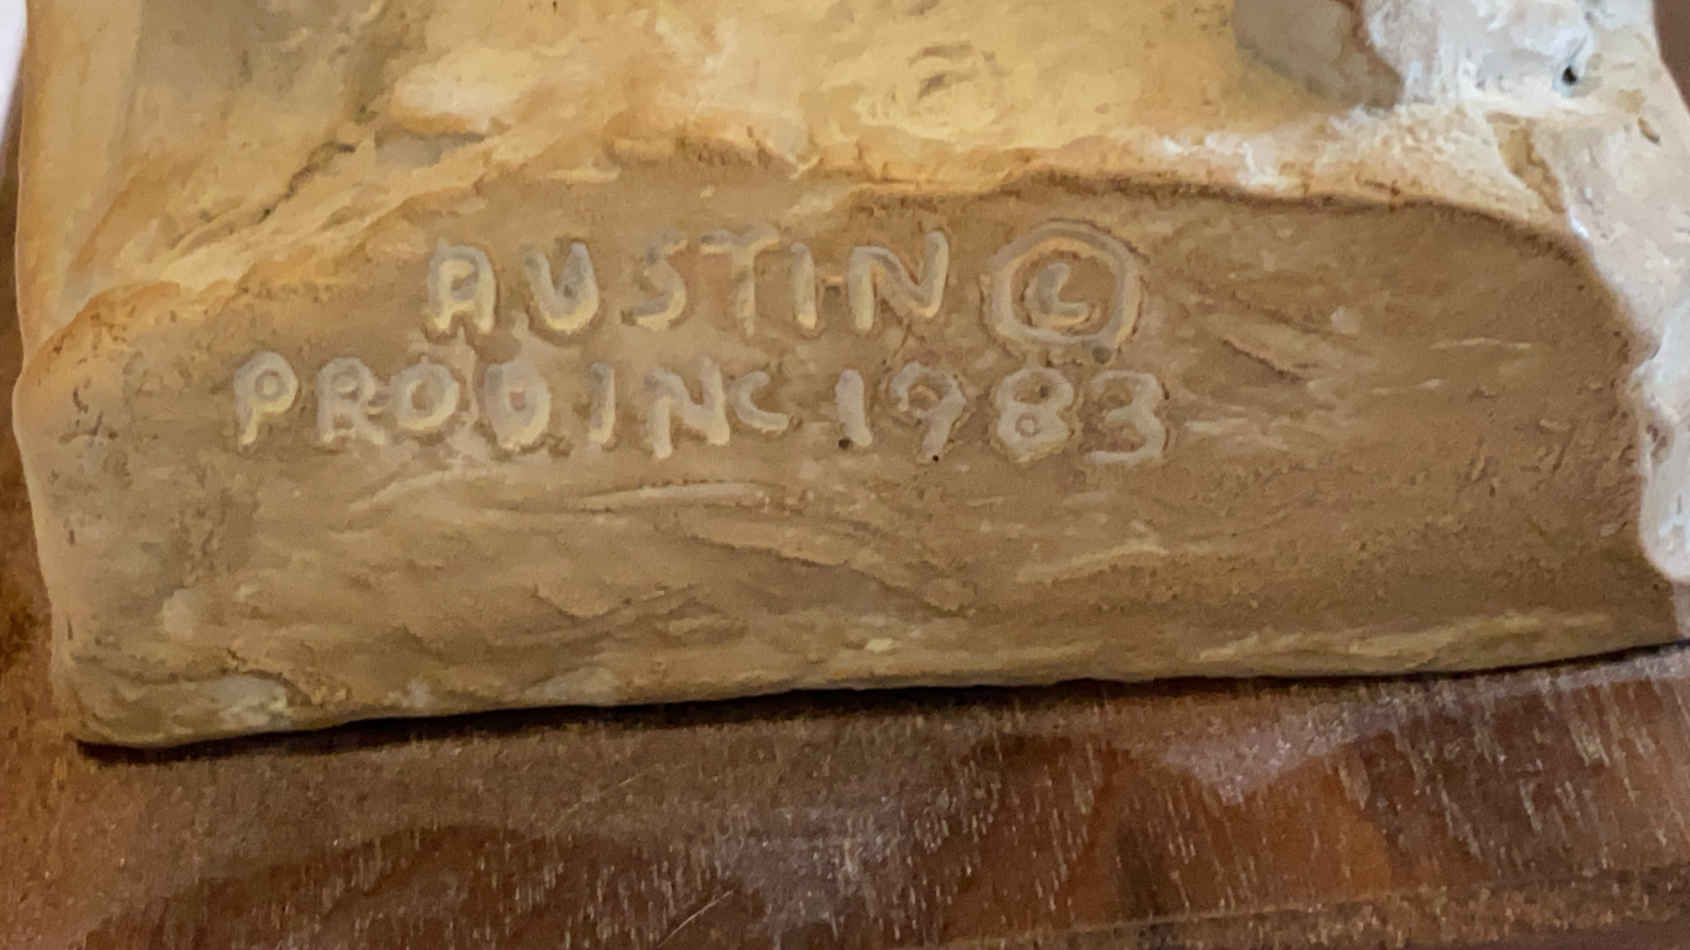 AUSTIN ©
PROD INC 1983